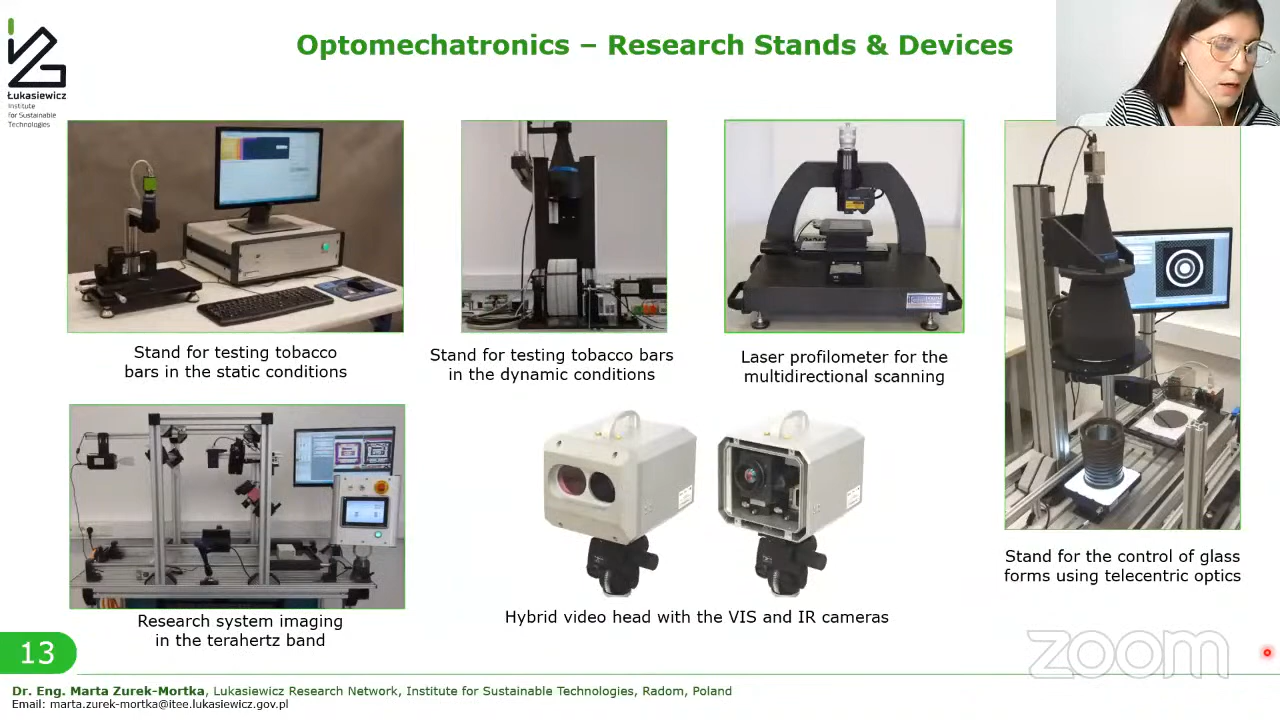 Optomechatronics – Research Stands & Devices
Łukasiewicz
Institute
for Sustainable
Technologies
Stand for testing tobacco
bars in the static conditions
Stand for testing tobacco bars
in the dynamic conditions
Laser profilometer for the
multidirectional scanning
Research system imaging
in the terahertz band
Hybrid video head with the VIS and IR cameras
Stand for the control of glass
forms using telecentric optics
13
zoom
Dr. Eng. Marta Zurek-Mortka, Lukasiewicz Research Network, Institute for Sustainable Technologies, Radom, Poland
Email: marta.zurek-mortka@itee.lukasiewicz.gov.pl